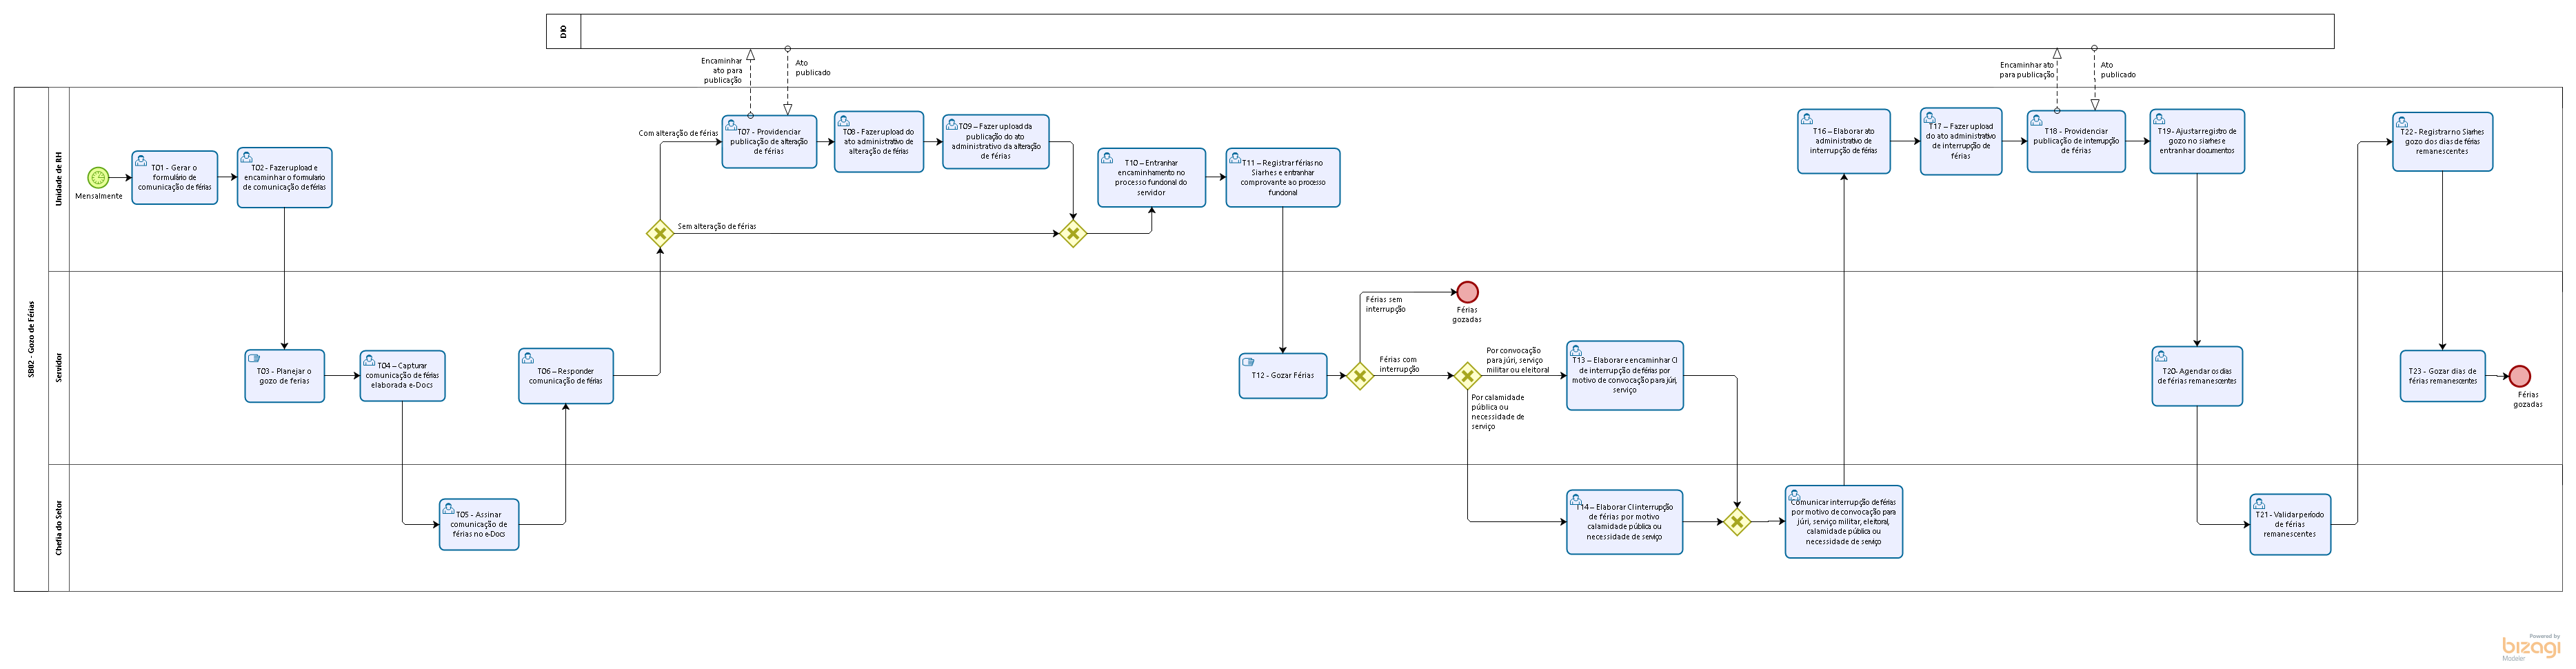 DIO
Encaminhar
ato para
publicação
Ato
publicado
Encaminhar ato
para publicação
Ato
publicado
SB02 - Gozo de Férias
Unidade de RH
Mensalmente
T01 - Gerar o
formulário de
comunicação de férias
T02 - Fazer upload e
encaminhar o formulario
de comunicação de férias
Com alteração de férias
T07 - Providenciar
publicação de alteração
de férias
T08 - Fazer upload do
ato administrativo de
alteração de férias
T09 – Fazer upload da
publicação do ato
administrativo da alteração
de férias
Sem alteração de férias
T10 – Entranhar
encaminhamento no
processo funcional do
servidor
T11 – Registrar férias no
Siarhes e entranhar
comprovante ao processo
funcional
T16 – Elaborar ato
administrativo de
interrupção de férias
T17 – Fazer upload
do ato administrativo
de interrupção de
férias
T18 - Providenciar
publicação de interrupção
de férias
T19 - Ajustar registro de
gozo no siarhes e
entranhar documentos
T22 - Registrar no Siarhes
gozo dos dias de férias
remanescentes
Servidor
T03 - Planejar o
gozo de ferias
T04 – Capturar
comunicação de férias
elaborada e-Docs
T06 – Responder
comunicação de férias
T12 - Gozar Férias
Férias sem
interrupção
Férias
gozadas
Férias com
interrupção
Por convocação
para júri, serviço
militar ou eleitoral
Por calamidade
pública ou
necessidade de
serviço
T13 – Elaborar e encaminhar CI
de interrupção de férias por
motivo de convocação para júri,
serviço
T20- Agendar os dias
de férias remanescentes
T23 - Gozar dias de
férias remanescentes
Férias
gozadas
Chefia do Setor
T05 - Assinar
comunicação de
férias no e-Docs
T14 – Elaborar CI interrupção
de férias por motivo
calamidade pública ou
necessidade de serviço
Comunicar interrupção de férias
por motivo de convocação para
júri, serviço militar, eleitoral,
calamidade pública ou
necessidade de serviço
T21 - Validar período
de férias
remanescentes
Powered by
bizagi
Modeler